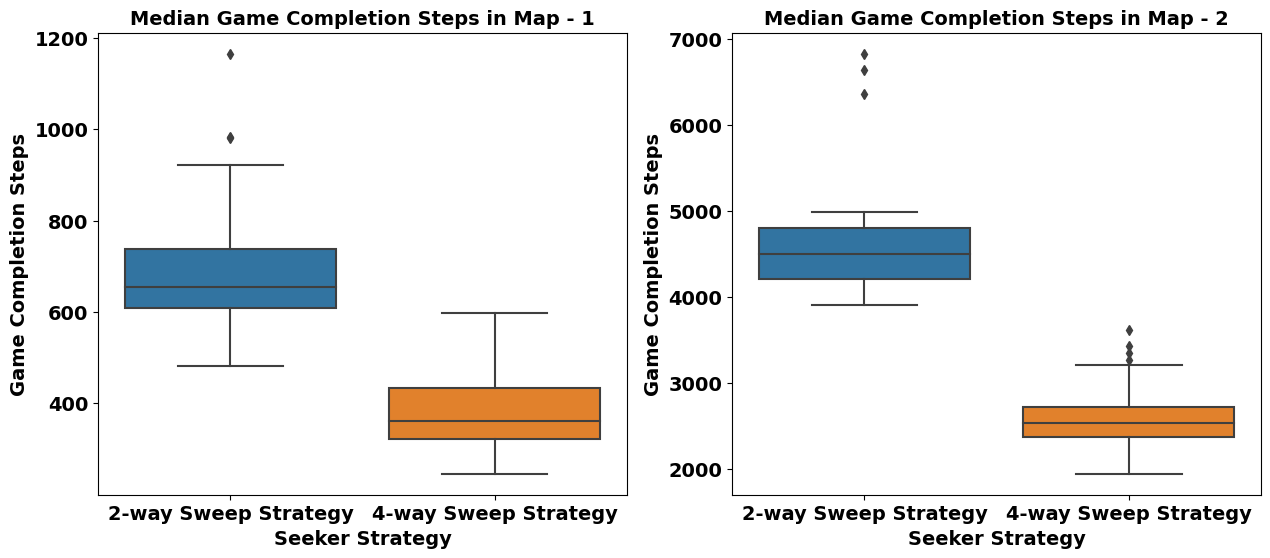 Median Game Completion Steps in Map - 1
1200
1000
800
600
400
Game Completion Steps
2-way Sweep Strategy
4-way Sweep Strategy
Seeker Strategy
Median Game Completion Steps in Map - 2
7000
6000
5000
4000
3000
2000
Game Completion Steps
2-way Sweep Strategy
4-way Sweep Strategy
Seeker Strategy